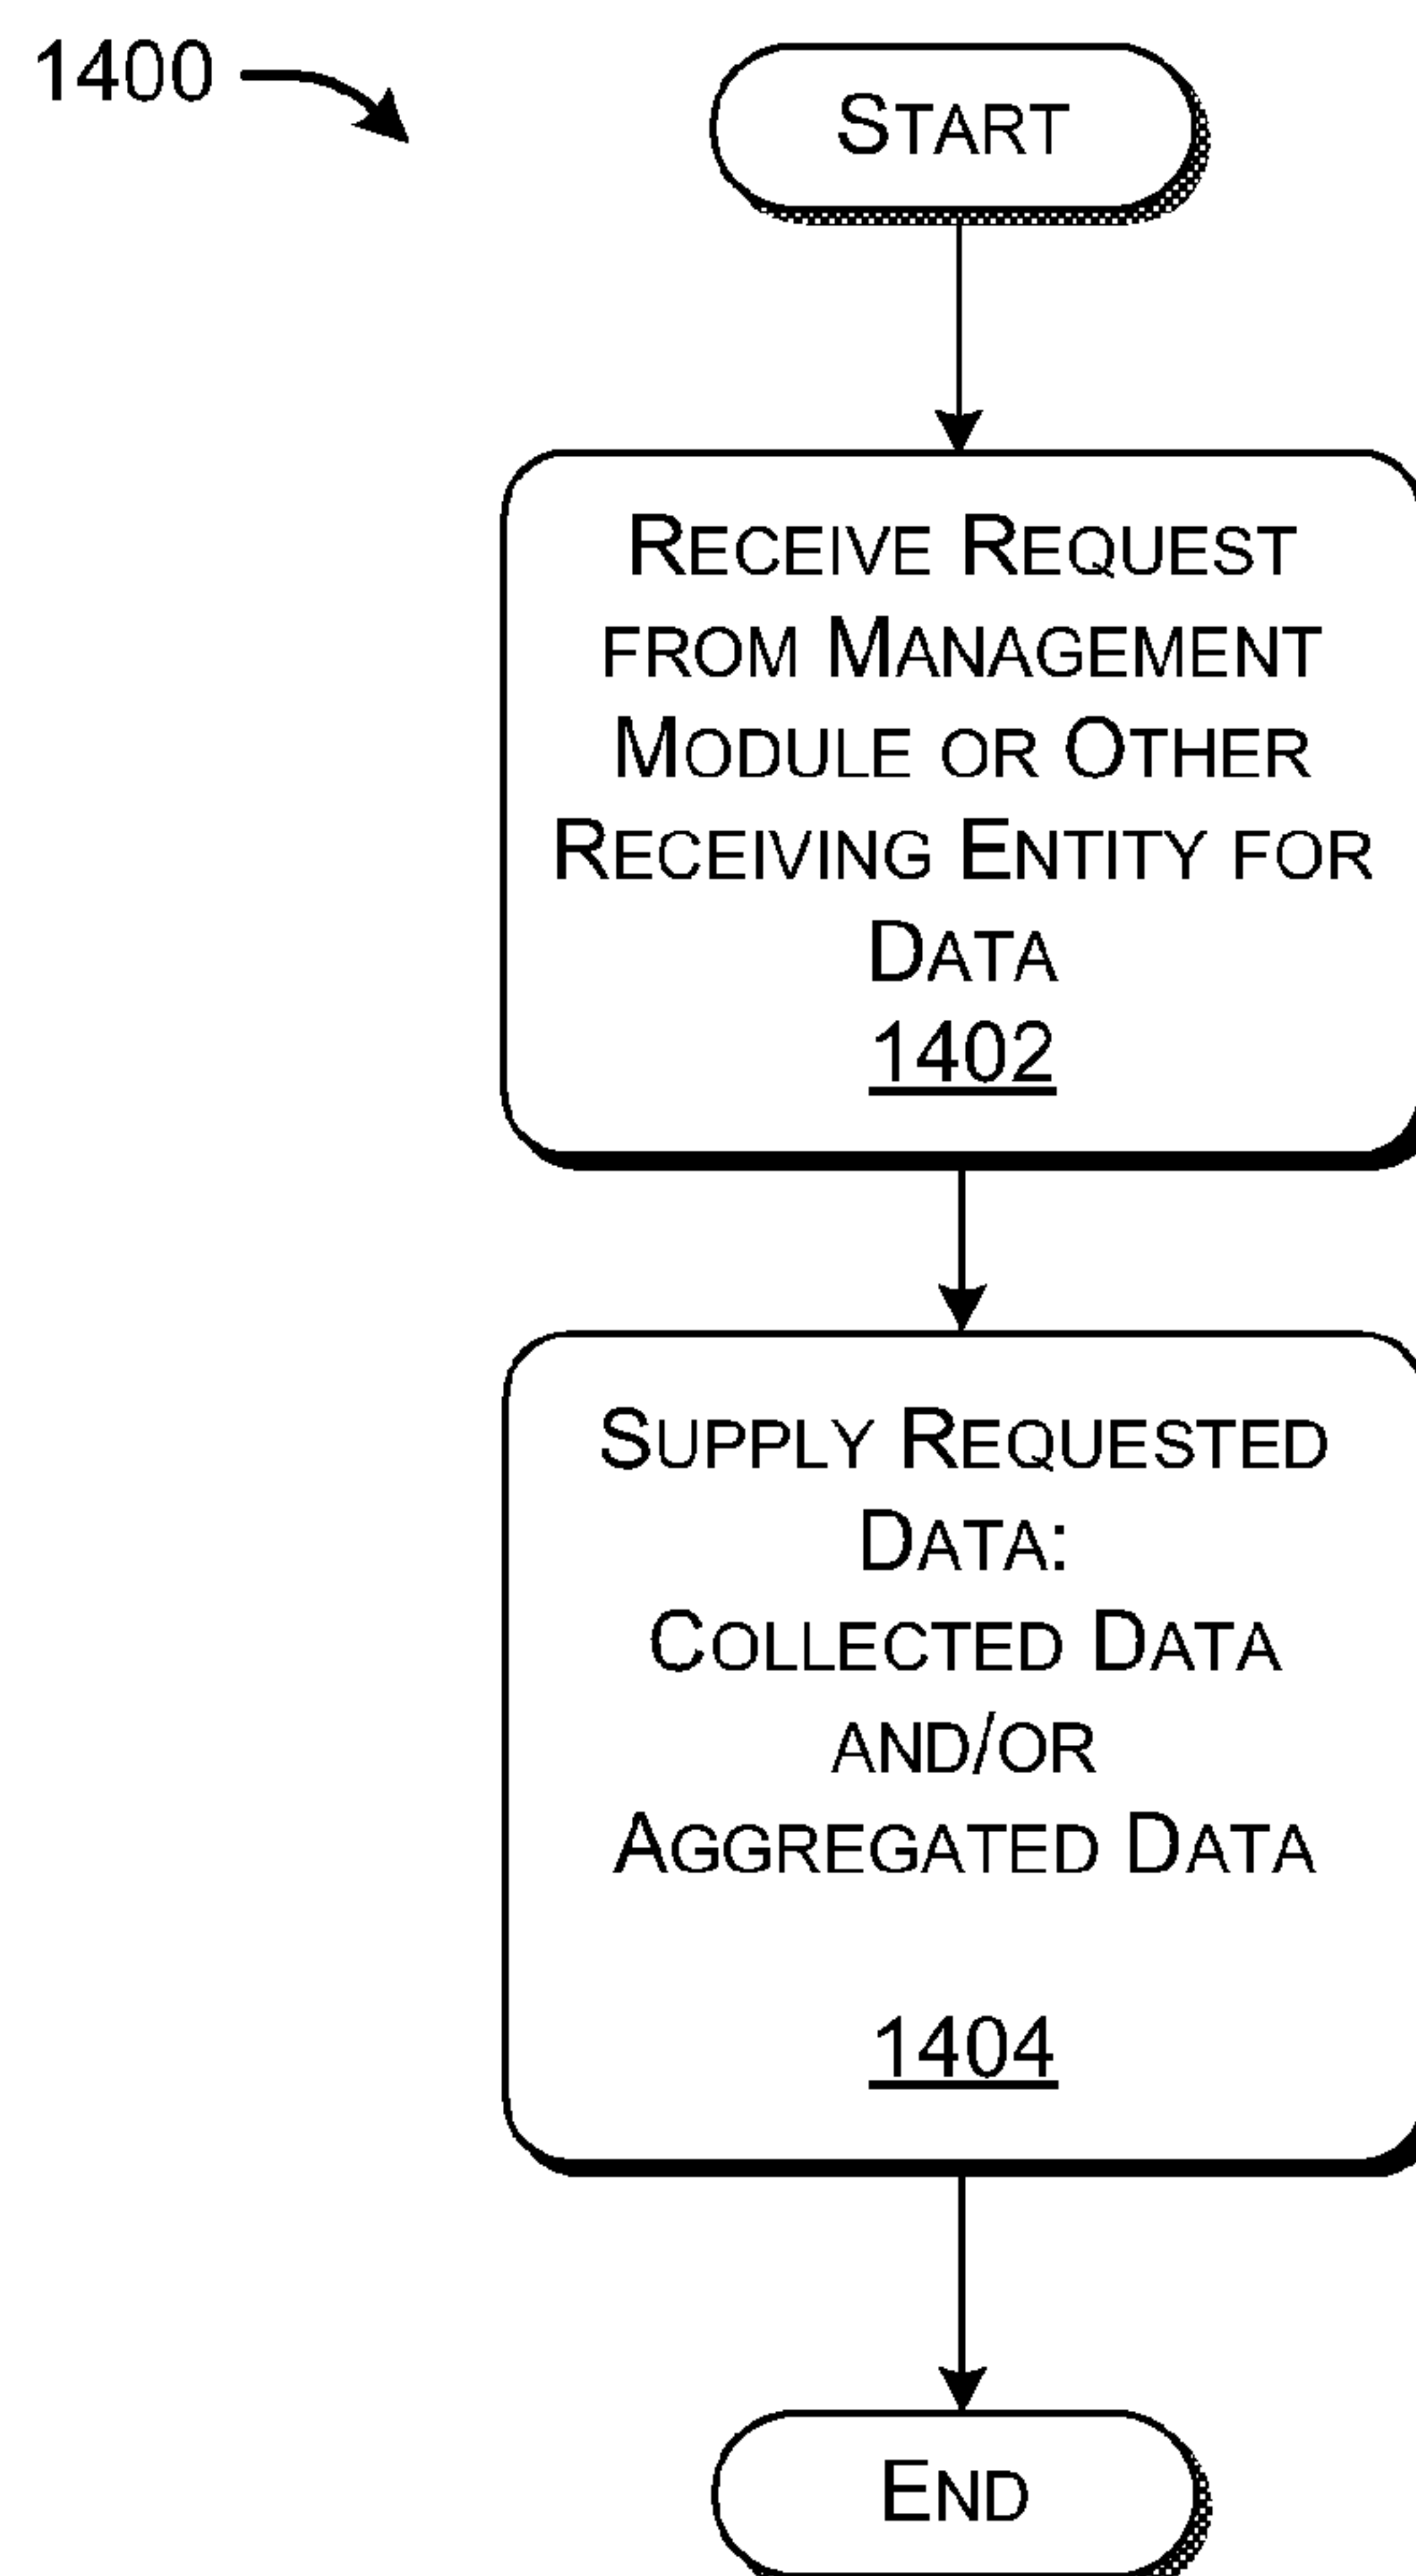 1400
START
RECEIVE REQUEST
FROM MANAGEMENT
MODULE OR OTHER
RECEIVING ENTITY FOR
DATA
1402
SUPPLY REQUESTED
DATA:
COLLECTED DATA
AND/OR
AGGREGATED DATA
1404
END